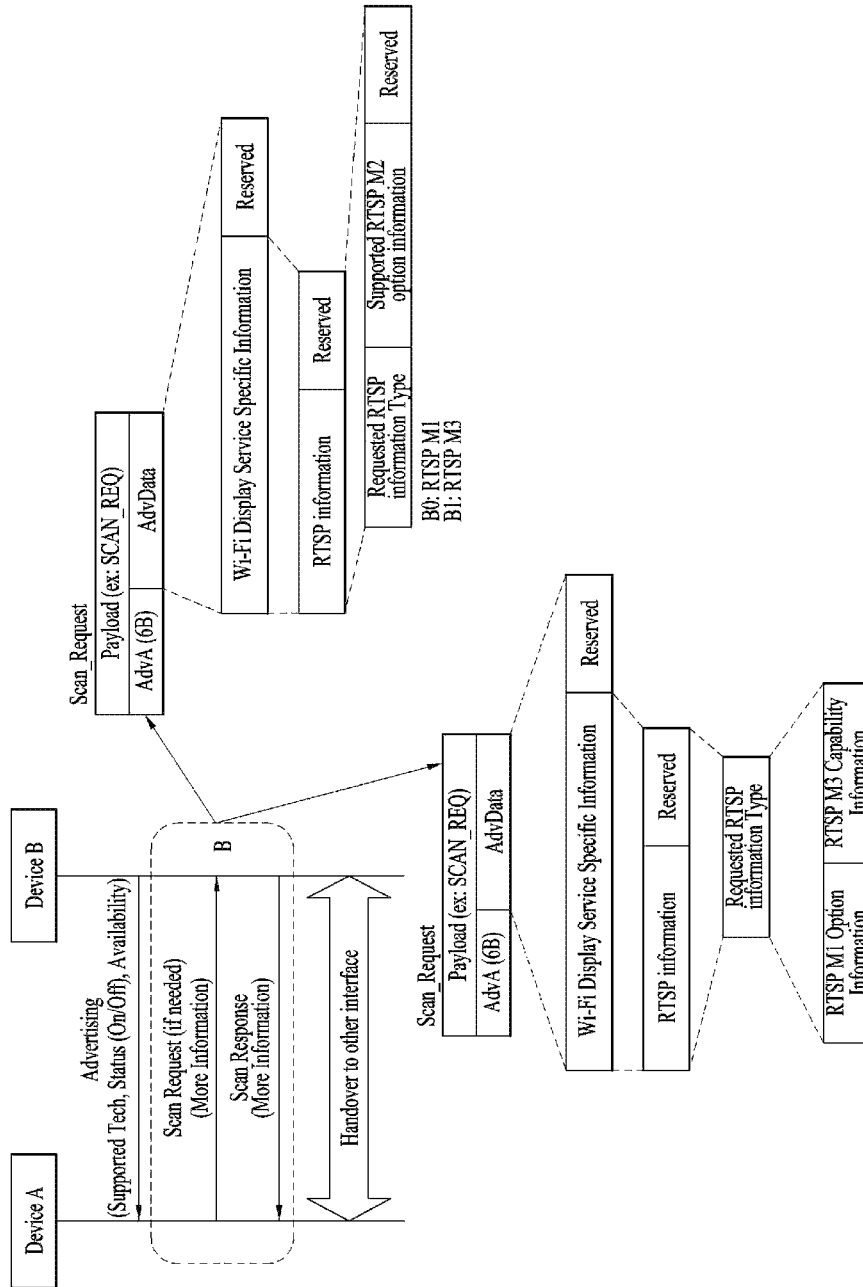 Device A
Device B
Advertising
(Supported Tech, Status (On/Off), Availability)
Scan Request (if needed)
(More Information)
Scan Response
(More Information)
B
Handover to other interface
Scan_Request
Payload (ex: SCAN_REQ)
AdvA (6B)
AdvData
Wi-Fi Display Service Specific Information
Reserved
RTSP information
Reserved
Requested RTSP
information Type
Supported RTSP M2
option information
Reserved
B0: RTSP M1
B1: RTSP M3
Scan_Request
Payload (ex: SCAN_REQ)
AdvA (6B)
AdvData
Wi-Fi Display Service Specific Information
Reserved
RTSP information
Reserved
Requested RTSP
information Type
RTSP M1 Option
Information
RTSP M3 Capability
Information